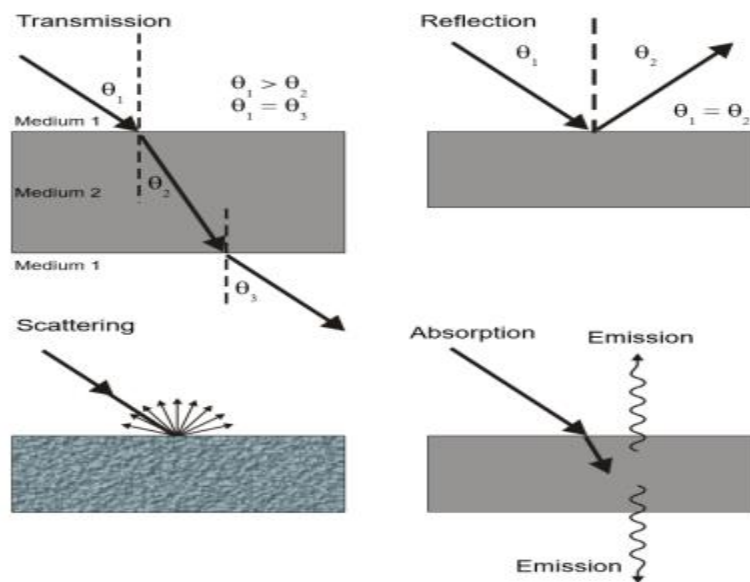 Transmission
θ₁
θ₁ > θ₂
θ₁ = θ₃
Medium 1
Medium 2
θ₂
Medium 1
θ₃
Reflection
θ₁
θ₂
θ₁ = θ₂
Scattering
Absorption
Emission
Emission